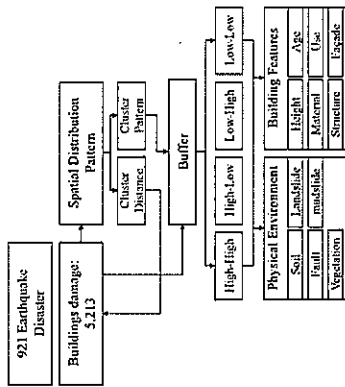 921 Earthquake
Disaster
Buildings damage:
5,213
Spatial Distribution
Pattern
Cluster
Distance
Cluster
Pattern
Buffer
High-High
High-Low
Low-High
Low-Low
Physical Environment
Soil
Landslide
Fault
mudslide
Vegetation
Building Features
Height
Age
Material
Use
Structure
Façade